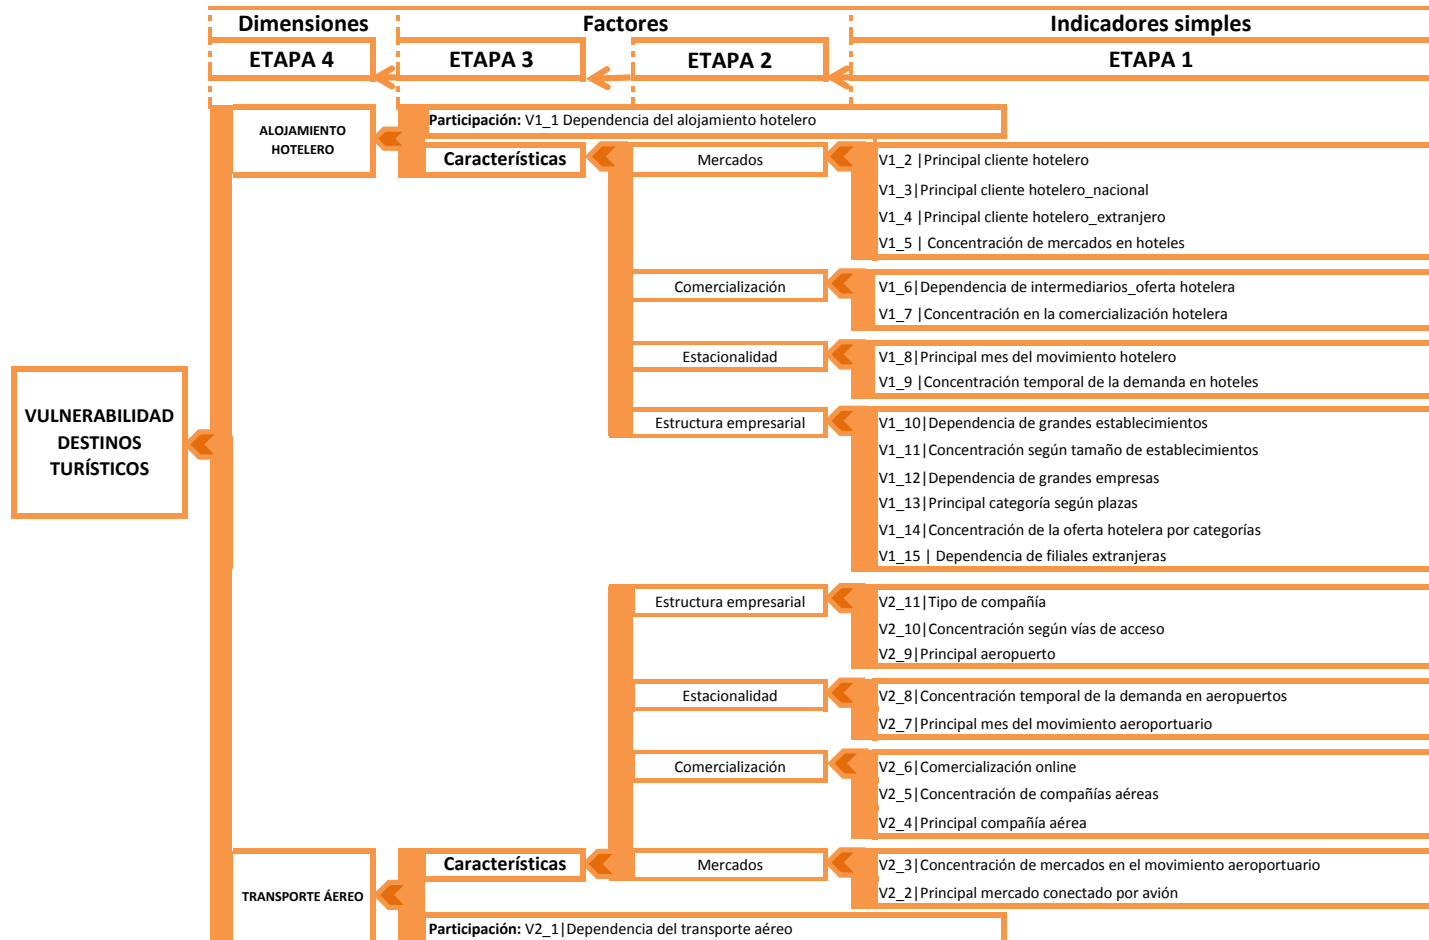 Dimensiones Factores Indicadores simples
ETAPA 4 ETAPA 3 ETAPA 2 ETAPA 1
ALOJAMIENTO
HOTELERO
Participación: V1_1 Dependencia del alojamiento hotelero
Características
Mercados
V1_2 |Principal cliente hotelero
V1_3|Principal cliente hotelero_nacional
V1_4 |Principal cliente hotelero_extranjero
V1_5 | Concentración de mercados en hoteles
Comercialización
V1_6|Dependencia de intermediarios_oferta hotelera
V1_7 |Concentración en la comercialización hotelera
Estacionalidad
V1_8|Principal mes del movimiento hotelero
V1_9 |Concentración temporal de la demanda en hoteles
Estructura empresarial
V1_10|Dependencia de grandes establecimientos
V1_11|Concentración según tamaño de establecimientos
V1_12|Dependencia de grandes empresas
V1_13|Principal categoría según plazas
V1_14|Concentración de la oferta hotelera por categorías
V1_15 | Dependencia de filiales extranjeras
VULNERABILIDAD
DESTINOS
TURÍSTICOS
Estructura empresarial
V2_11|Tipo de compañía
V2_10|Concentración según vías de acceso
V2_9|Principal aeropuerto
Estacionalidad
V2_8|Concentración temporal de la demanda en aeropuertos
V2_7|Principal mes del movimiento aeroportuario
Comercialización
V2_6|Comercialización online
V2_5|Concentración de compañías aéreas
V2_4|Principal compañía aérea
Características
Mercados
V2_3|Concentración de mercados en el movimiento aeroportuario
V2_2|Principal mercado conectado por avión
TRANSPORTE ÁEREO
Participación: V2_1|Dependencia del transporte aéreo